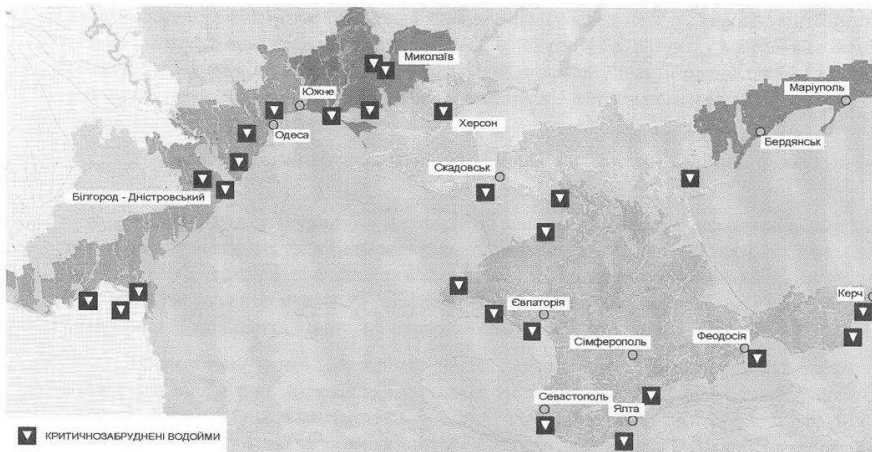 Миколаїв
Маріуполь
Южне
Одеса
Херсон
Бердянськ
Скадовськ
Білгород - Дністровський
Євпаторія
Керч
Сімферополь
Феодосія
Севастополь
Ялта
КРИТИЧНОЗАБРУДНЕНІ ВОДОЙМИ